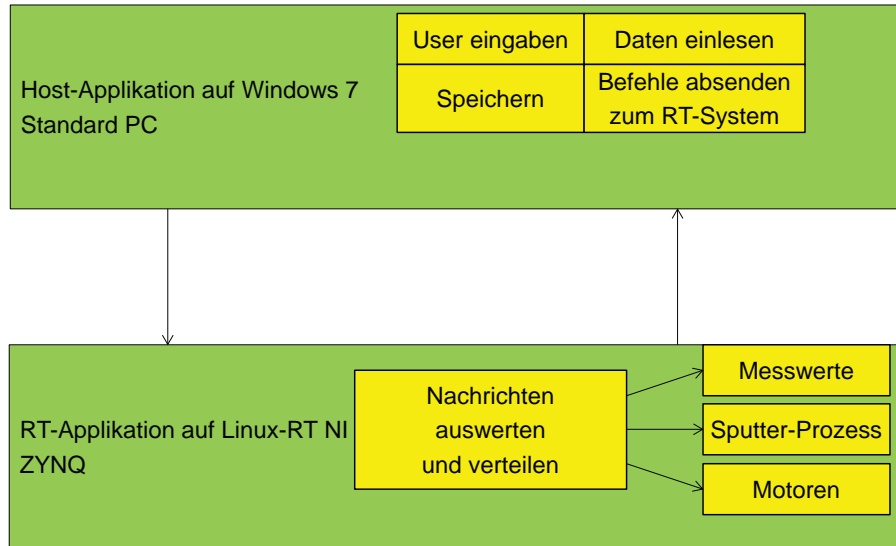 User eingaben
Daten einlesen
Host-Applikation auf Windows 7
Standard PC
Speichern
Befehle absenden
zum RT-System
RT-Applikation auf Linux-RT NI
ZYNQ
Nachrichten
auswerten
und verteilen
Messwerte
Sputter-Prozess
Motoren